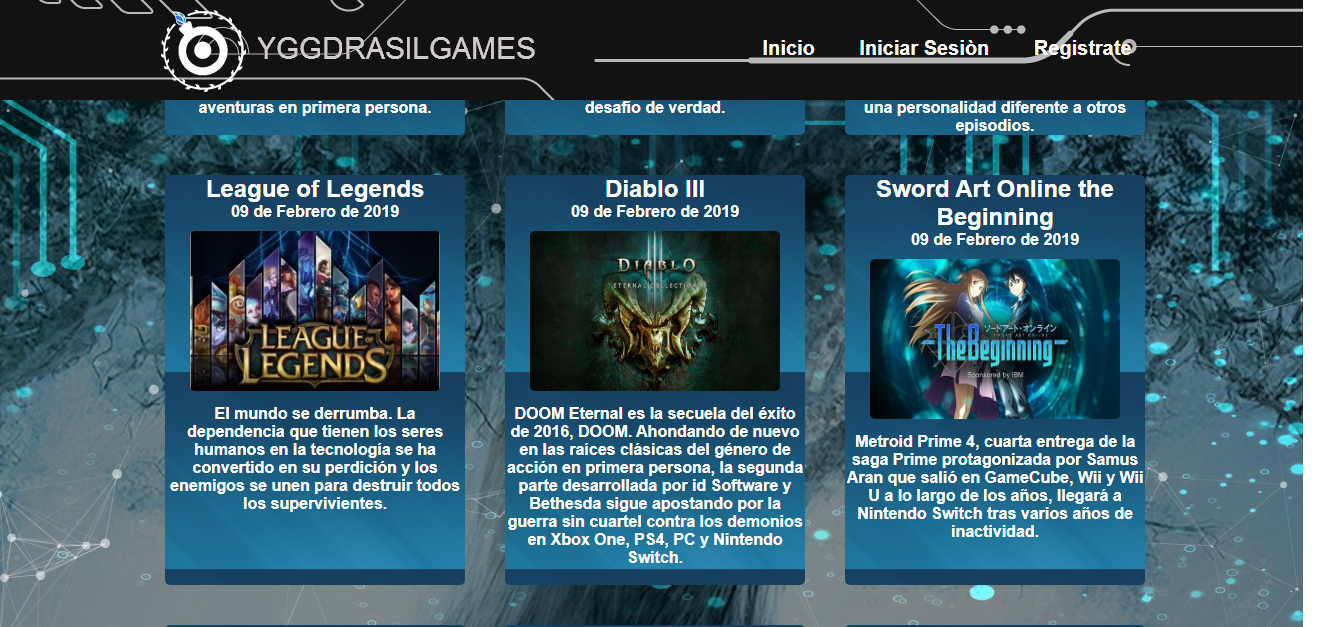 YGGDRASILGAMES
Inicio
Iniciar Sesiòn
Registrate
aventuras en primera persona.
desafío de verdad.
una personalidad diferente a otros
episodios.
League of Legends
09 de Febrero de 2019
LEAGUE OF
LEGENDS
El mundo se derrumba. La
dependencia que tienen los seres
humanos en la tecnología se ha
convertido en su perdición y los
enemigos se unen para destruir todos
los supervivientes.
Diablo III
09 de Febrero de 2019
DIABLO
ETERNAL COLLECTION
DOOM Eternal es la secuela del éxito
de 2016, DOOM. Ahondando de nuevo
en las raíces clásicas del género de
acción en primera persona, la segunda
parte desarrollada por id Software y
Bethesda sigue apostando por la
guerra sin cuartel contra los demonios
en Xbox One, PS4, PC y Nintendo
Switch.
Sword Art Online the
Beginning
09 de Febrero de 2019
ソードアート・オンライン
SWORD ART ONLINE
TheBeginning
Sponsored by IBM
Metroid Prime 4, cuarta entrega de la
saga Prime protagonizada por Samus
Aran que salió en GameCube, Wii y Wii
U a lo largo de los años, llegará a
Nintendo Switch tras varios años de
inactividad.